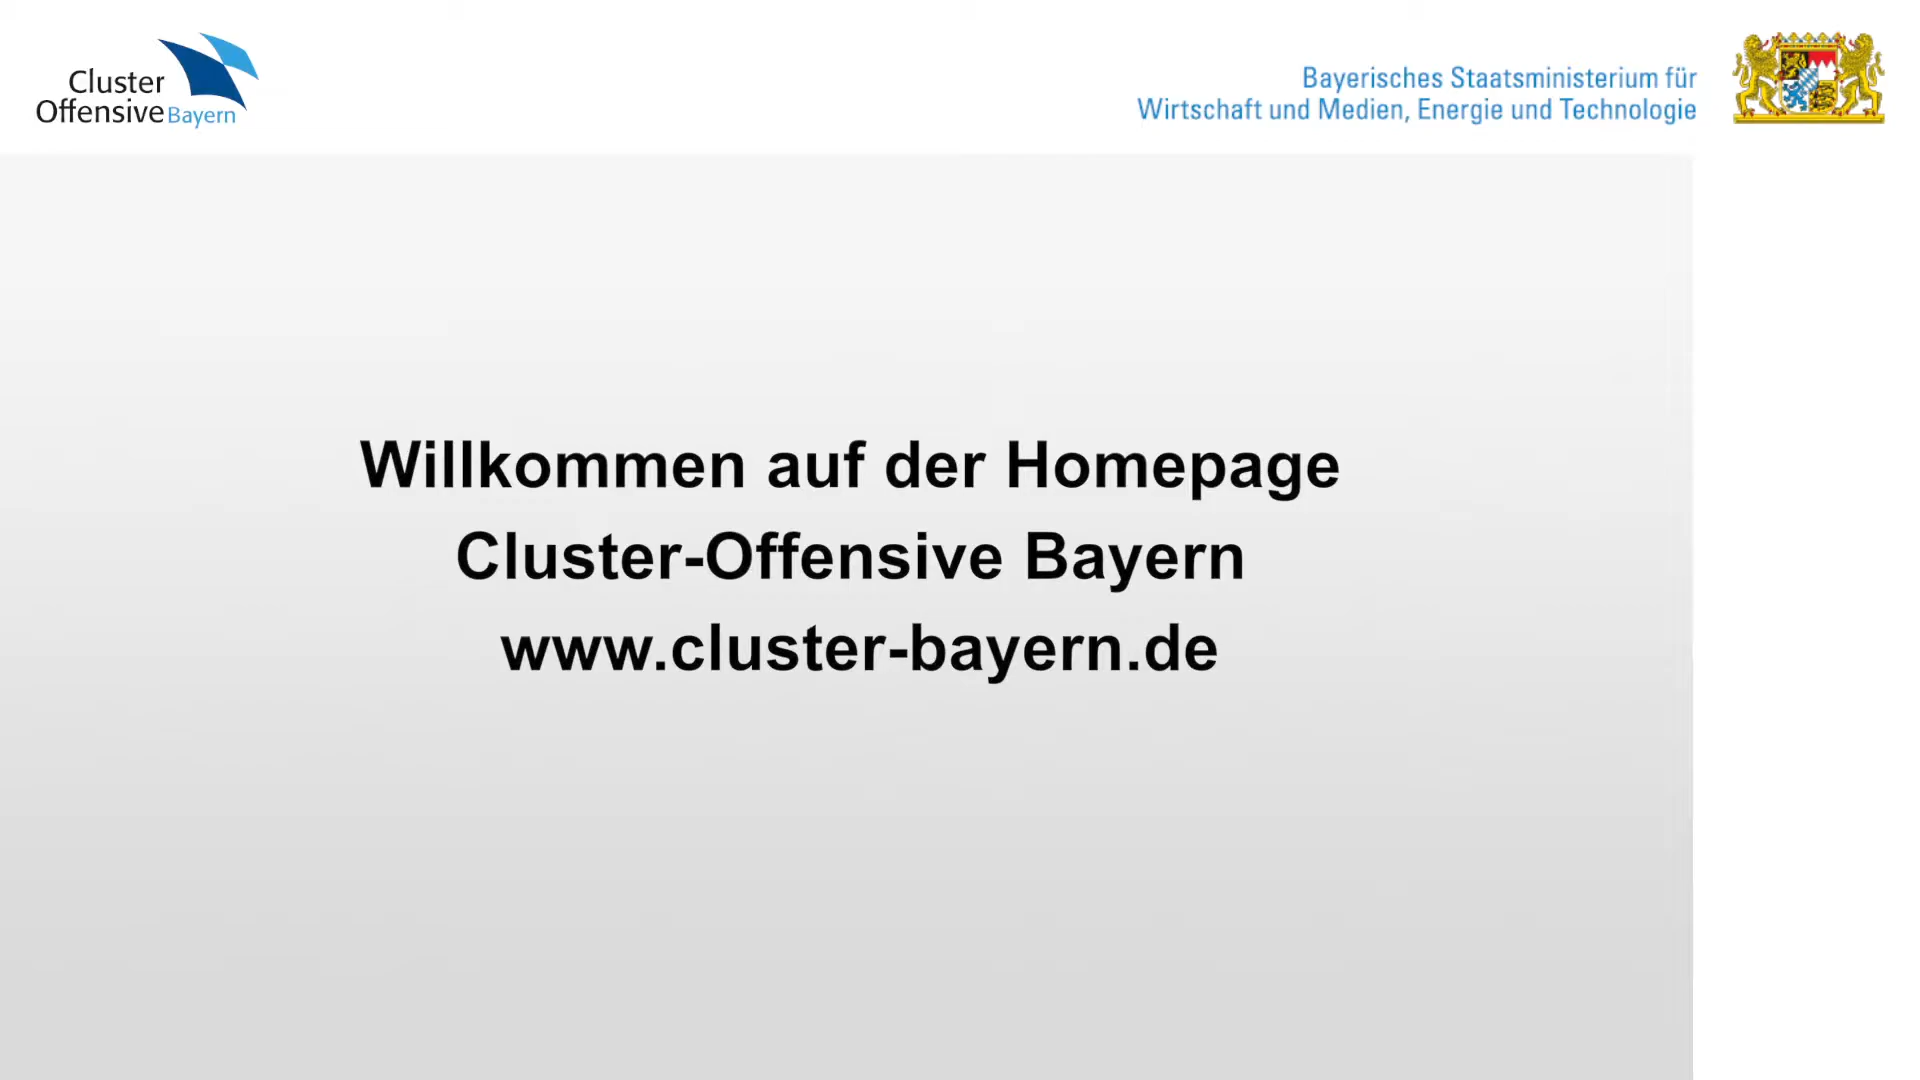 Cluster
Offensive Bayern
Bayerisches Staatsministerium für
Wirtschaft und Medien, Energie und Technologie
Willkommen auf der Homepage
Cluster-Offensive Bayern
www.cluster-bayern.de